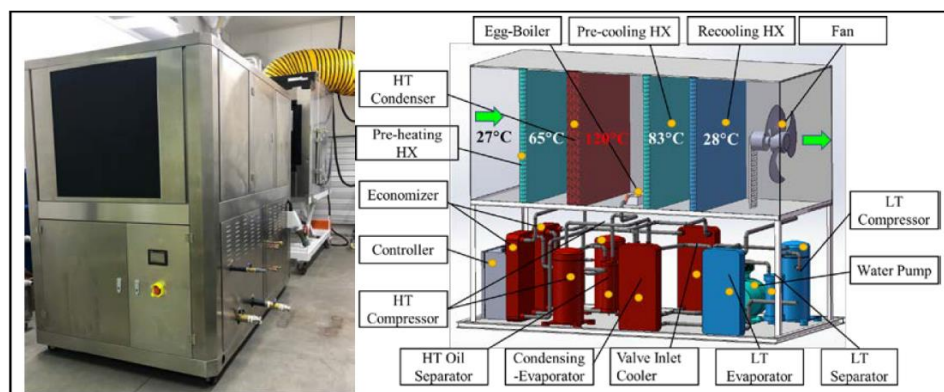 Egg-Boiler
Pre-cooling HX
Recooling HX
Fan
HT
Condenser
27°C
65°C
120°C
83°C
28°C
Pre-heating
HX
Economizer
LT
Compressor
Controller
Water Pump
HT
Compressor
HT Oil
Separator
Condensing
-Evaporator
Valve Inlet
Cooler
LT
Evaporator
LT
Separator